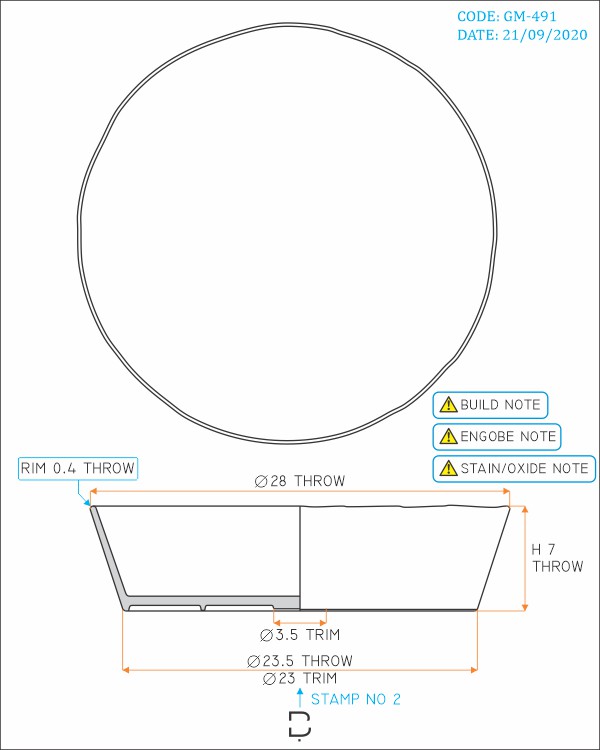 CODE: GM-491
DATE: 21/09/2020
BUILD NOTE
ENGOBE NOTE
STAIN/OXIDE NOTE
RIM 0.4 THROW
∅28 THROW
H 7
THROW
∅3.5 TRIM
∅23.5 THROW
∅23 TRIM
STAMP NO 2